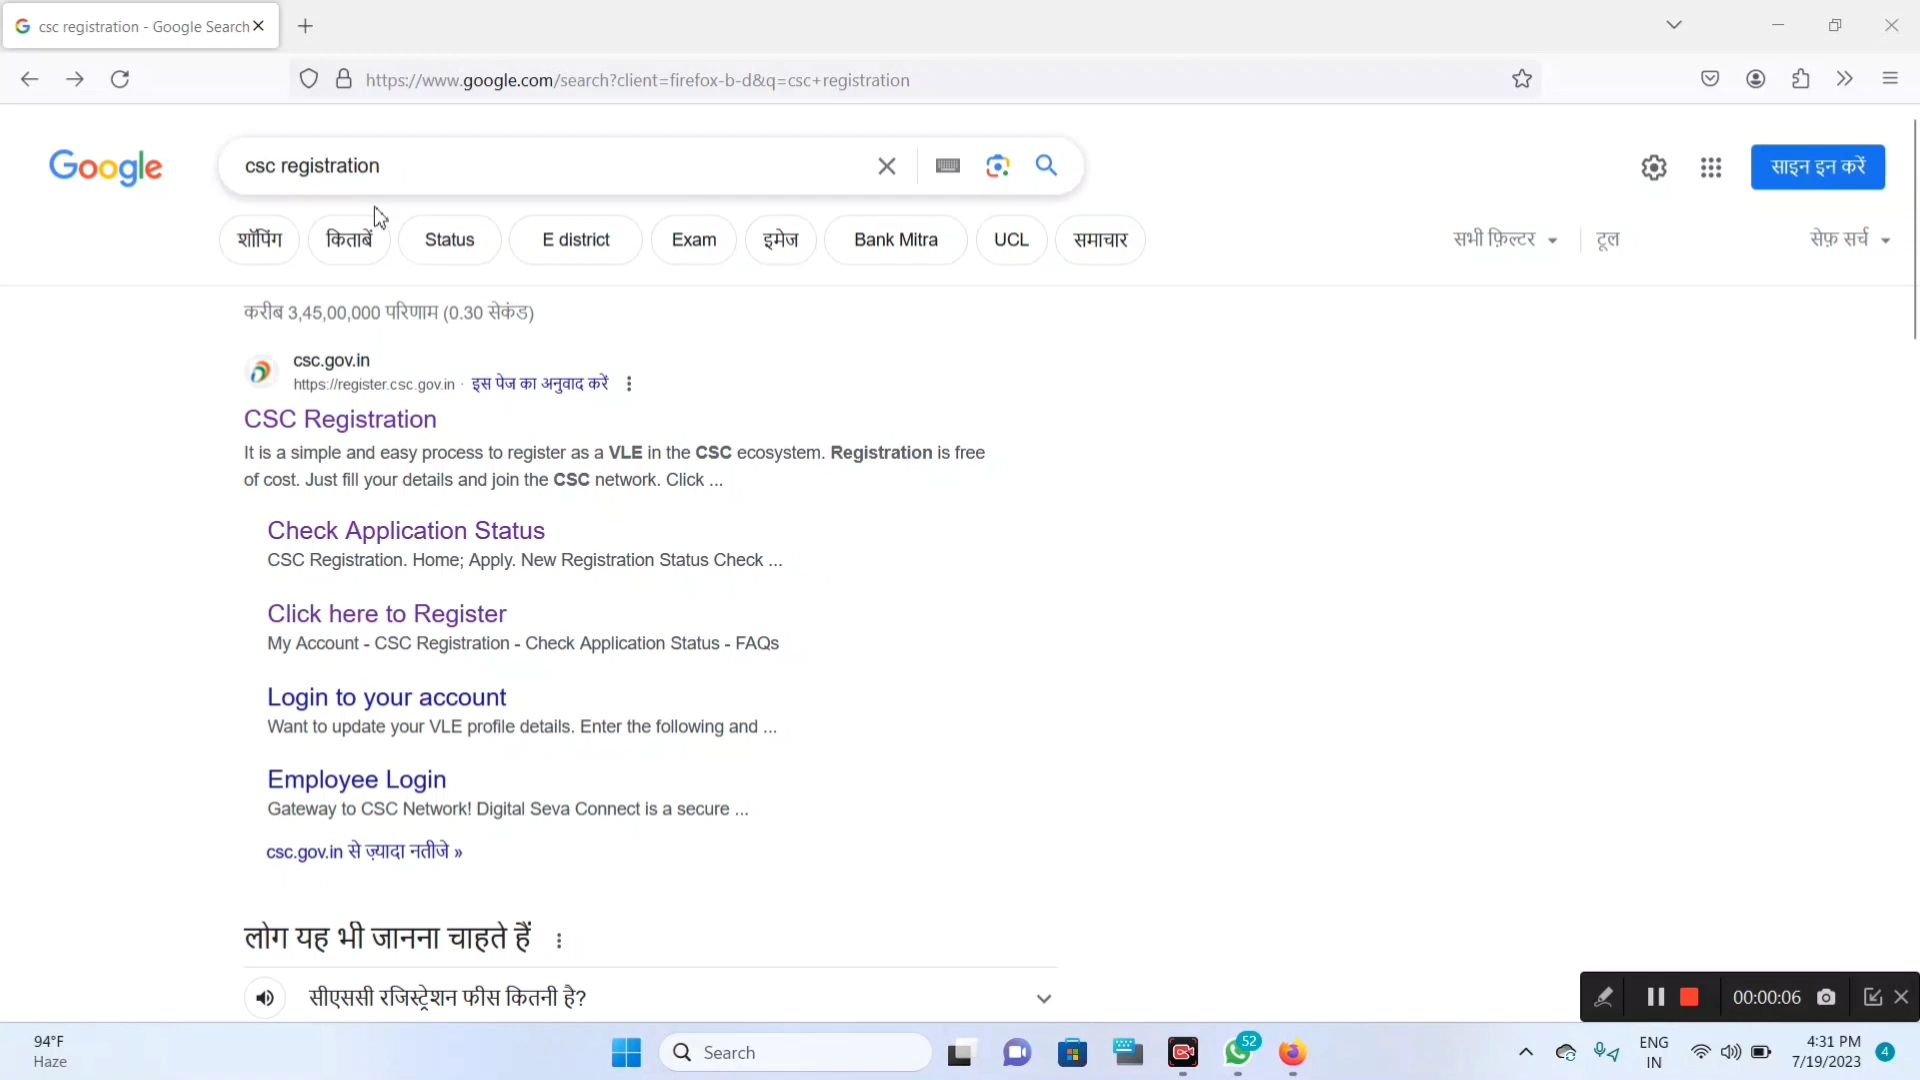 csc registration - Google Search
https://www.google.com/search?client=firefox-b-d&q=csc+registration
Google
csc registration
साइन इन करें
शॉपिंग किताबें Status E district Exam इमेज Bank Mitra UCL समाचार सभी फ़िल्टर टूल सेफ़ सर्च
करीब 3,45,00,000 परिणाम (0.30 सेकंड)
csc.gov.in
https://register.csc.gov.in · इस पेज का अनुवाद करें
CSC Registration
It is a simple and easy process to register as a VLE in the CSC ecosystem. Registration is free
of cost. Just fill your details and join the CSC network. Click ...
Check Application Status
CSC Registration. Home; Apply. New Registration Status Check ...
Click here to Register
My Account - CSC Registration - Check Application Status - FAQs
Login to your account
Want to update your VLE profile details. Enter the following and ...
Employee Login
Gateway to CSC Network! Digital Seva Connect is a secure ...
csc.gov.in से ज़्यादा नतीजे »
लोग यह भी जानना चाहते हैं
सीएससी रजिस्ट्रेशन फीस कितनी है?
00:00:06
94°F
Haze
Search
52
ENG
IN
4:31 PM
7/19/2023
4